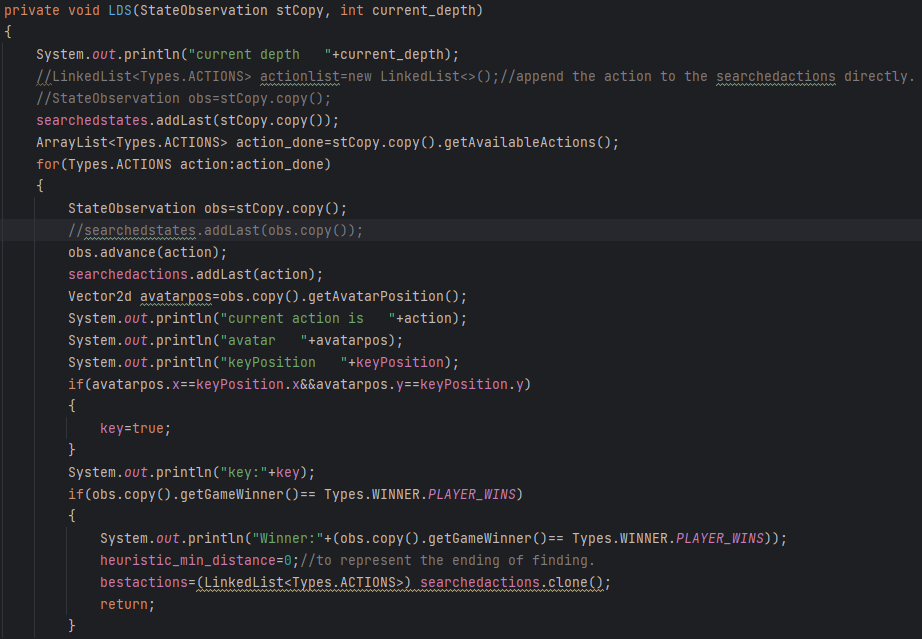 private void LDS(StateObservation stCopy, int current_depth)
{
    System.out.println("current depth   "+current_depth);
    //LinkedList<Types.ACTIONS> actionlist=new LinkedList<>();//append the action to the searchedactions directly.
    //StateObservation obs=stCopy.copy();
    searchedstates.addLast(stCopy.copy());
    ArrayList<Types.ACTIONS> action_done=stCopy.copy().getAvailableActions();
    for(Types.ACTIONS action:action_done)
    {
        StateObservation obs=stCopy.copy();
        //searchedstates.addLast(obs.copy());
        obs.advance(action);
        searchedactions.addLast(action);
        Vector2d avatarpos=obs.copy().getAvatarPosition();
        System.out.println("current action is   "+action);
        System.out.println("avatar   "+avatarpos);
        System.out.println("keyPosition   "+keyPosition);
        if(avatarpos.x==keyPosition.x&&avatarpos.y==keyPosition.y)
        {
            key=true;
        }
        System.out.println("key:"+key);
        if(obs.copy().getGameWinner()== Types.WINNER.PLAYER_WINS)
        {
            System.out.println("Winner:"+(obs.copy().getGameWinner()== Types.WINNER.PLAYER_WINS));
            heuristic_min_distance=0;//to represent the ending of finding.
            bestactions=(LinkedList<Types.ACTIONS>) searchedactions.clone();
            return;
        }